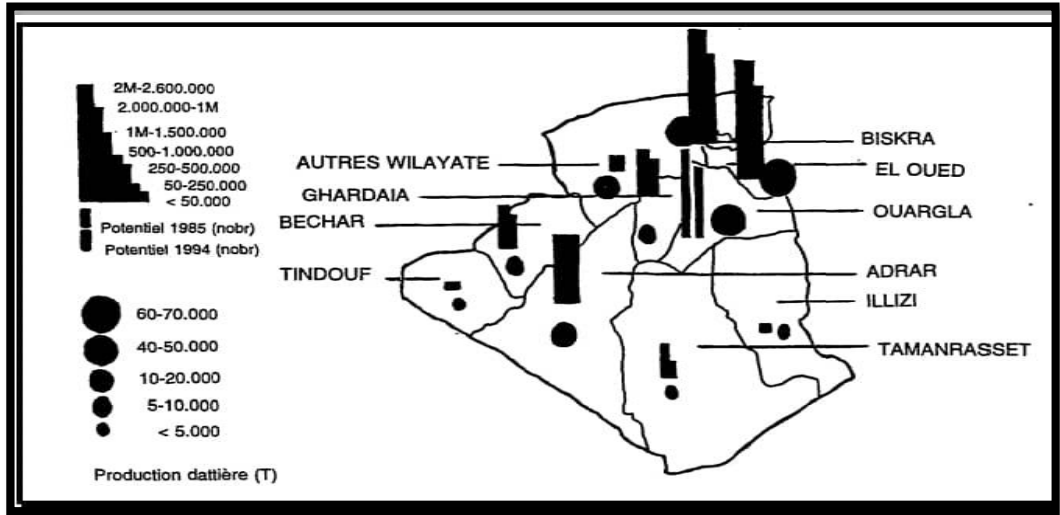 2M-2.600.000
2.000.000-1M
1M-1.500.000
500-1.000.000
250-500.000
50-250.000
< 50.000
Potentiel 1985 (nobr)
Potentiel 1994 (nobr)
60-70.000
40-50.000
10-20.000
5-10.000
< 5.000
Production dattière (T)
AUTRES WILAYATE
GHARDAIA
BECHAR
TINDOUF
BISKRA
EL OUED
OUARGLA
ADRAR
ILLIZI
TAMANRASSET